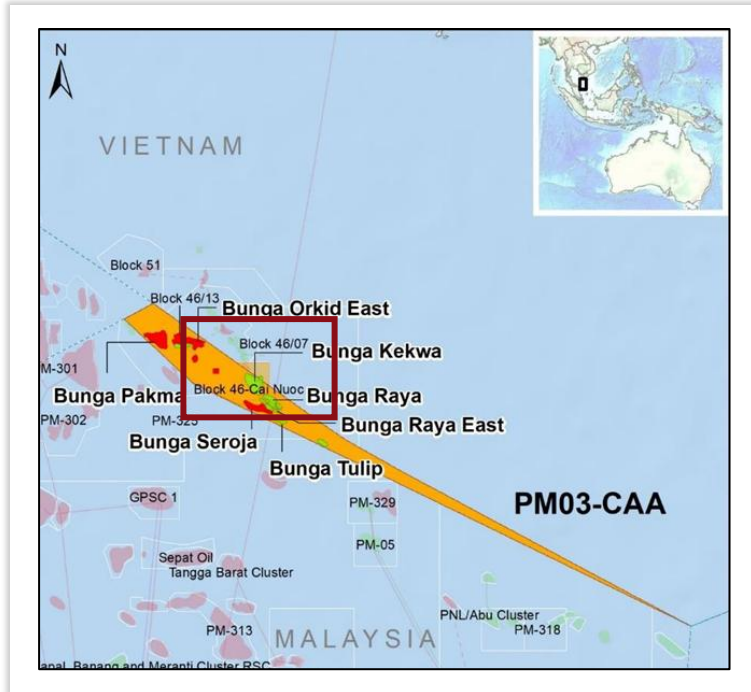 N
VIETNAM
Block 51
Block 46/13
Bunga Orkid East
Block 46/07
Bunga Kekwa
M-301
Block 46-Cai Nuoc
Bunga Pakma
Bunga Raya
PM-302
PM-325
Bunga Raya East
Bunga Seroja
Bunga Tulip
GPSC 1
PM-329
PM03-CAA
PM-05
Sepat Oil
Tangga Barat Cluster
PNL/Abu Cluster
PM-313
PM-318
MALAYSIA
apal, Banang and Meranti Cluster RSC